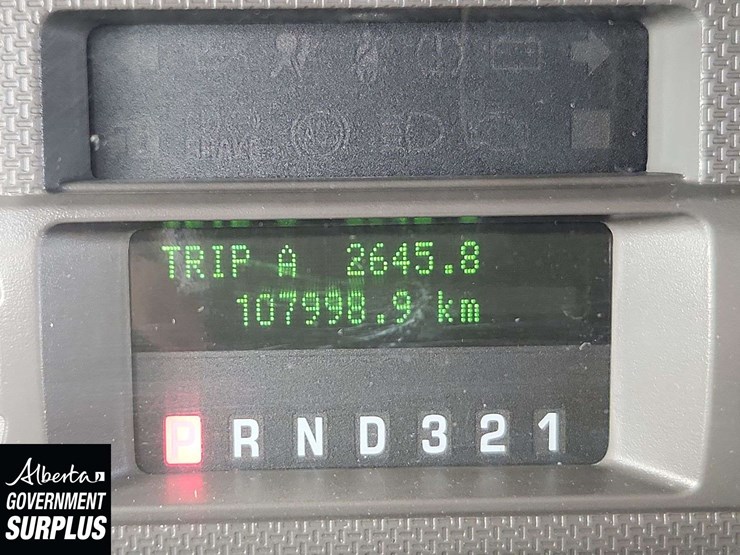 TRIP A 2645.8
107998.9 km
P R N D 3 2 1
Alberta
GOVERNMENT
SURPLUS